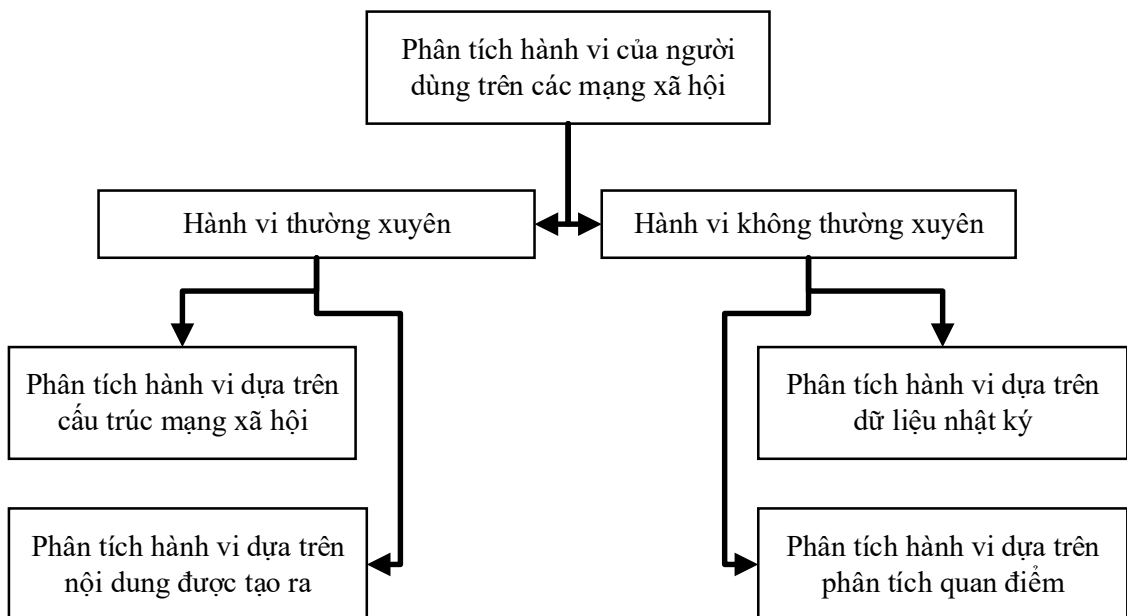 Phân tích hành vi của người
dùng trên các mạng xã hội
Hành vi thường xuyên
Hành vi không thường xuyên
Phân tích hành vi dựa trên
cấu trúc mạng xã hội
Phân tích hành vi dựa trên
dữ liệu nhật ký
Phân tích hành vi dựa trên
nội dung được tạo ra
Phân tích hành vi dựa trên
phân tích quan điểm